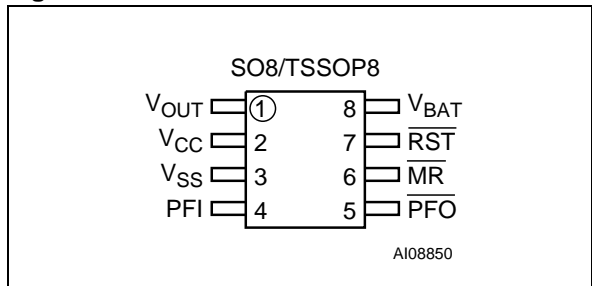 SO8/TSSOP8
VOUT 1 8 VBAT
VCC 2 7 RST
VSS 3 6 MR
PFI 4 5 PFO
AI08850